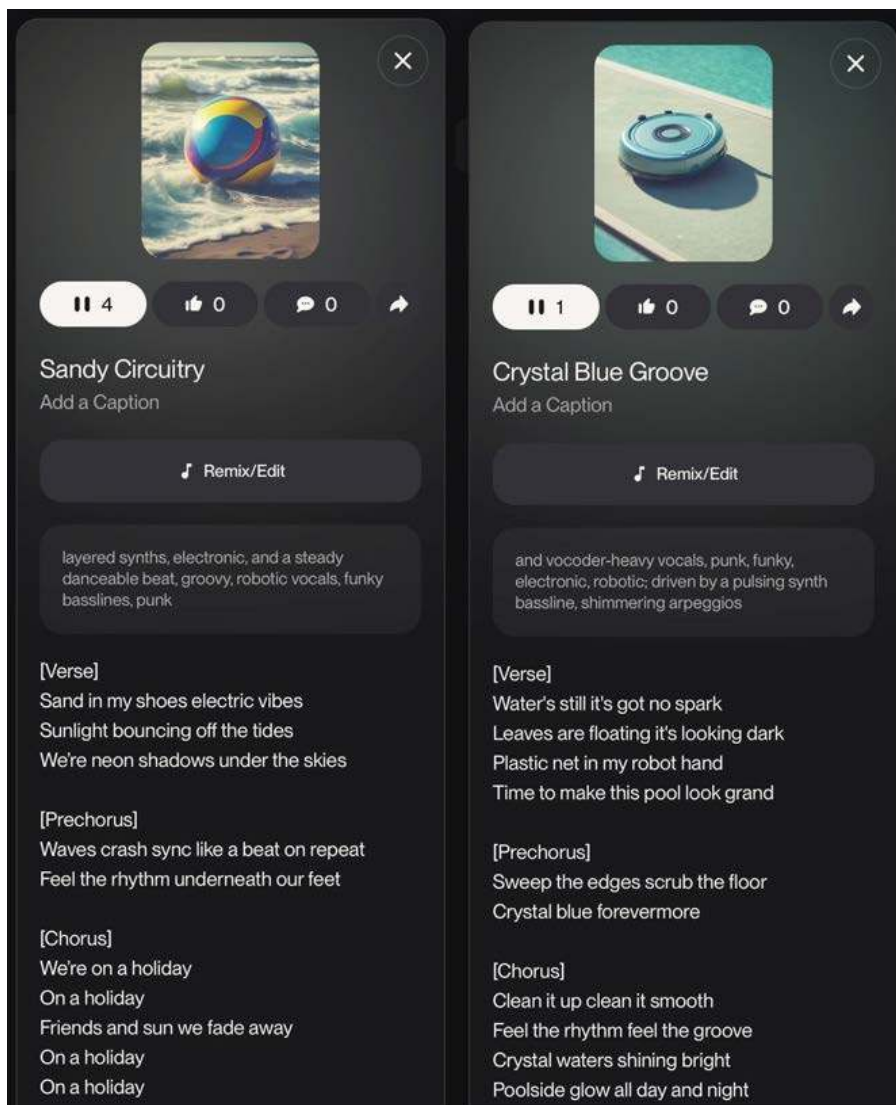 4
0
0
Sandy Circuitry
Add a Caption
Remix/Edit
layered synths, electronic, and a steady
danceable beat, groovy, robotic vocals, funky
basslines, punk
[Verse]
Sand in my shoes electric vibes
Sunlight bouncing off the tides
We're neon shadows under the skies
[Prechorus]
Waves crash sync like a beat on repeat
Feel the rhythm underneath our feet
[Chorus]
We're on a holiday
On a holiday
Friends and sun we fade away
On a holiday
On a holiday
1
0
0
Crystal Blue Groove
Add a Caption
Remix/Edit
and vocoder-heavy vocals, punk, funky,
electronic, robotic; driven by a pulsing synth
bassline, shimmering arpeggios
[Verse]
Water's still it's got no spark
Leaves are floating it's looking dark
Plastic net in my robot hand
Time to make this pool look grand
[Prechorus]
Sweep the edges scrub the floor
Crystal blue forevermore
[Chorus]
Clean it up clean it smooth
Feel the rhythm feel the groove
Crystal waters shining bright
Poolside glow all day and night